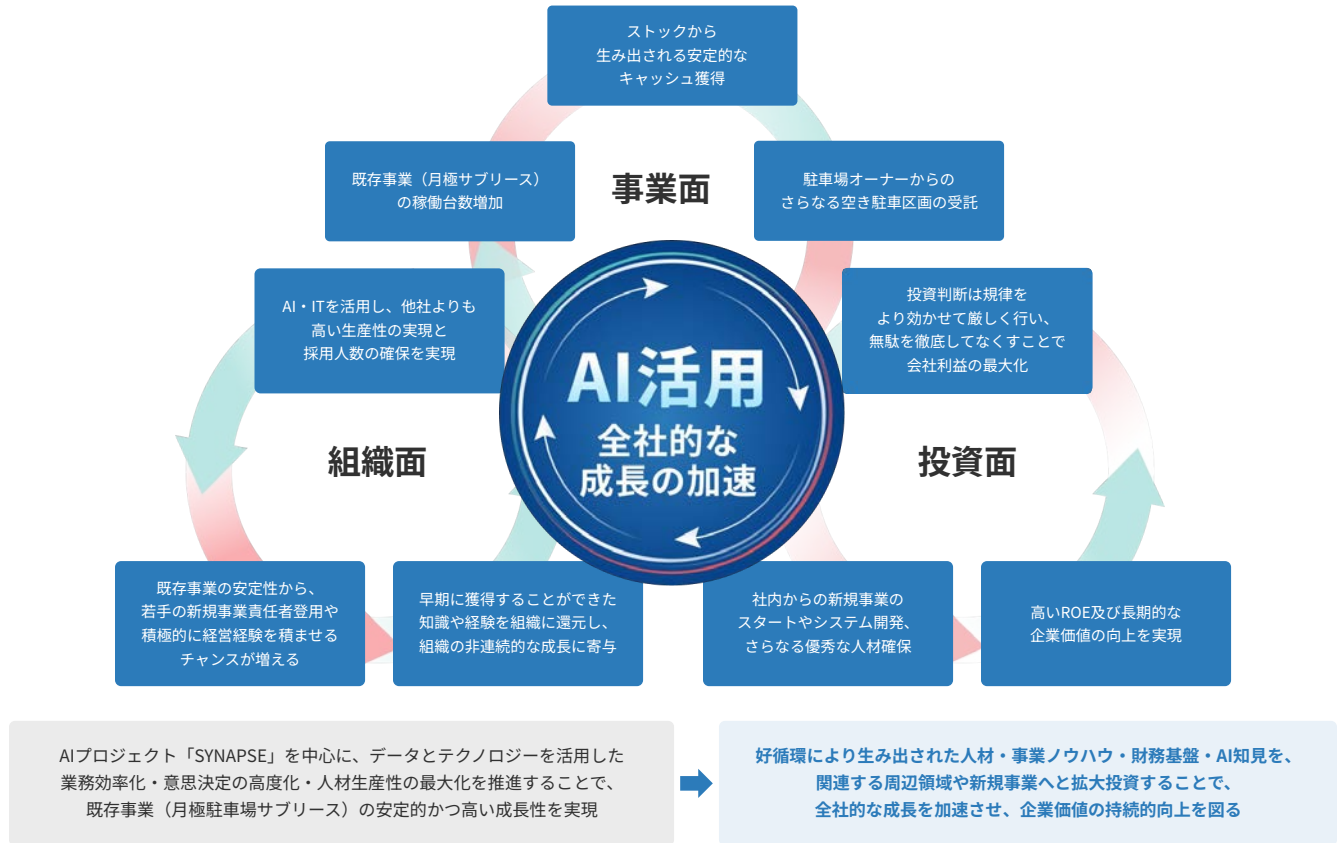 ストックから
生み出される安定的な
キャッシュ獲得
既存事業（月極サブリース）
の稼働台数増加
事業面
駐車場オーナーからの
さらなる空き駐車区画の受託
AI・ITを活用し、他社よりも
高い生産性の実現と
採用人数の確保を実現
投資判断は規律を
より効かせて厳しく行い、
無駄を徹底してなくすことで
会社利益の最大化
AI活用
全社的な
成長の加速
組織面
投資面
既存事業の安定性から、
若手の新規事業責任者登用や
積極的に経営経験を積ませる
チャンスが増える
早期に獲得することができた
知識や経験を組織に還元し、
組織の非連続的な成長に寄与
社内からの新規事業の
スタートやシステム開発、
さらなる優秀な人材確保
高いROE及び長期的な
企業価値の向上を実現
AIプロジェクト「SYNAPSE」を中心に、データとテクノロジーを活用した
業務効率化・意思決定の高度化・人材生産性の最大化を推進することで、
既存事業（月極駐車場サブリース）の安定的かつ高い成長性を実現
好循環により生み出された人材・事業ノウハウ・財務基盤・AI知見を、
関連する周辺領域や新規事業へと拡大投資することで、
全社的な成長を加速させ、企業価値の持続的向上を図る